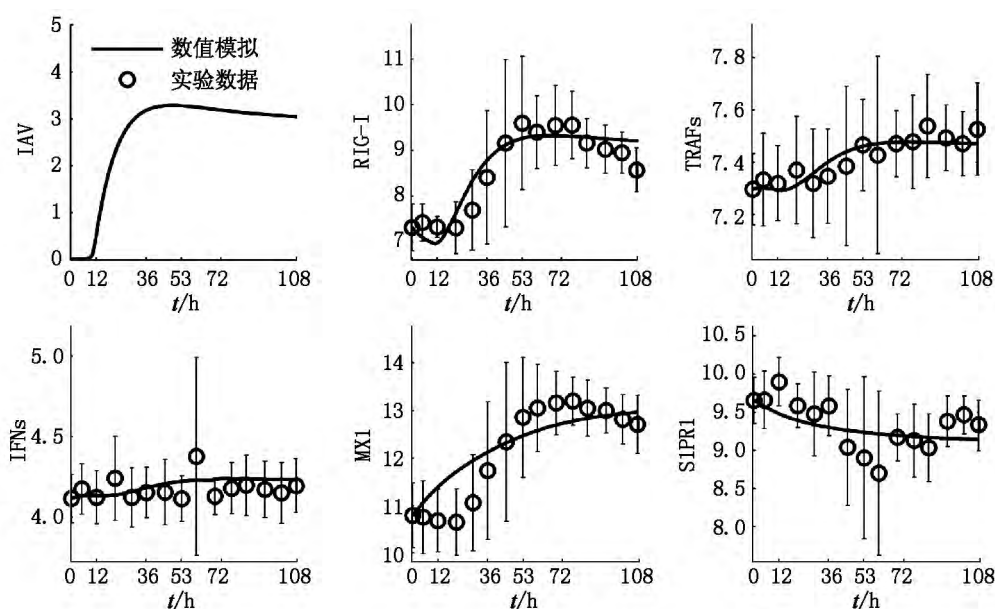 5
4
3
2
1
0
IAV
数值模拟
实验数据
0 12 36 53 72 108
t/h
11
10
9
8
7
RIG-I
0 12 36 53 72 108
t/h
7.8
7.6
7.4
7.2
TRAFs
0 12 36 53 72 108
t/h
5.0
4.5
4.0
IFNs
0 12 36 53 72 108
t/h
14
13
12
11
10
MX1
0 12 36 53 72 108
t/h
10.5
10.0
9.5
9.0
8.5
8.0
S1PR1
0 12 36 53 72 108
t/h